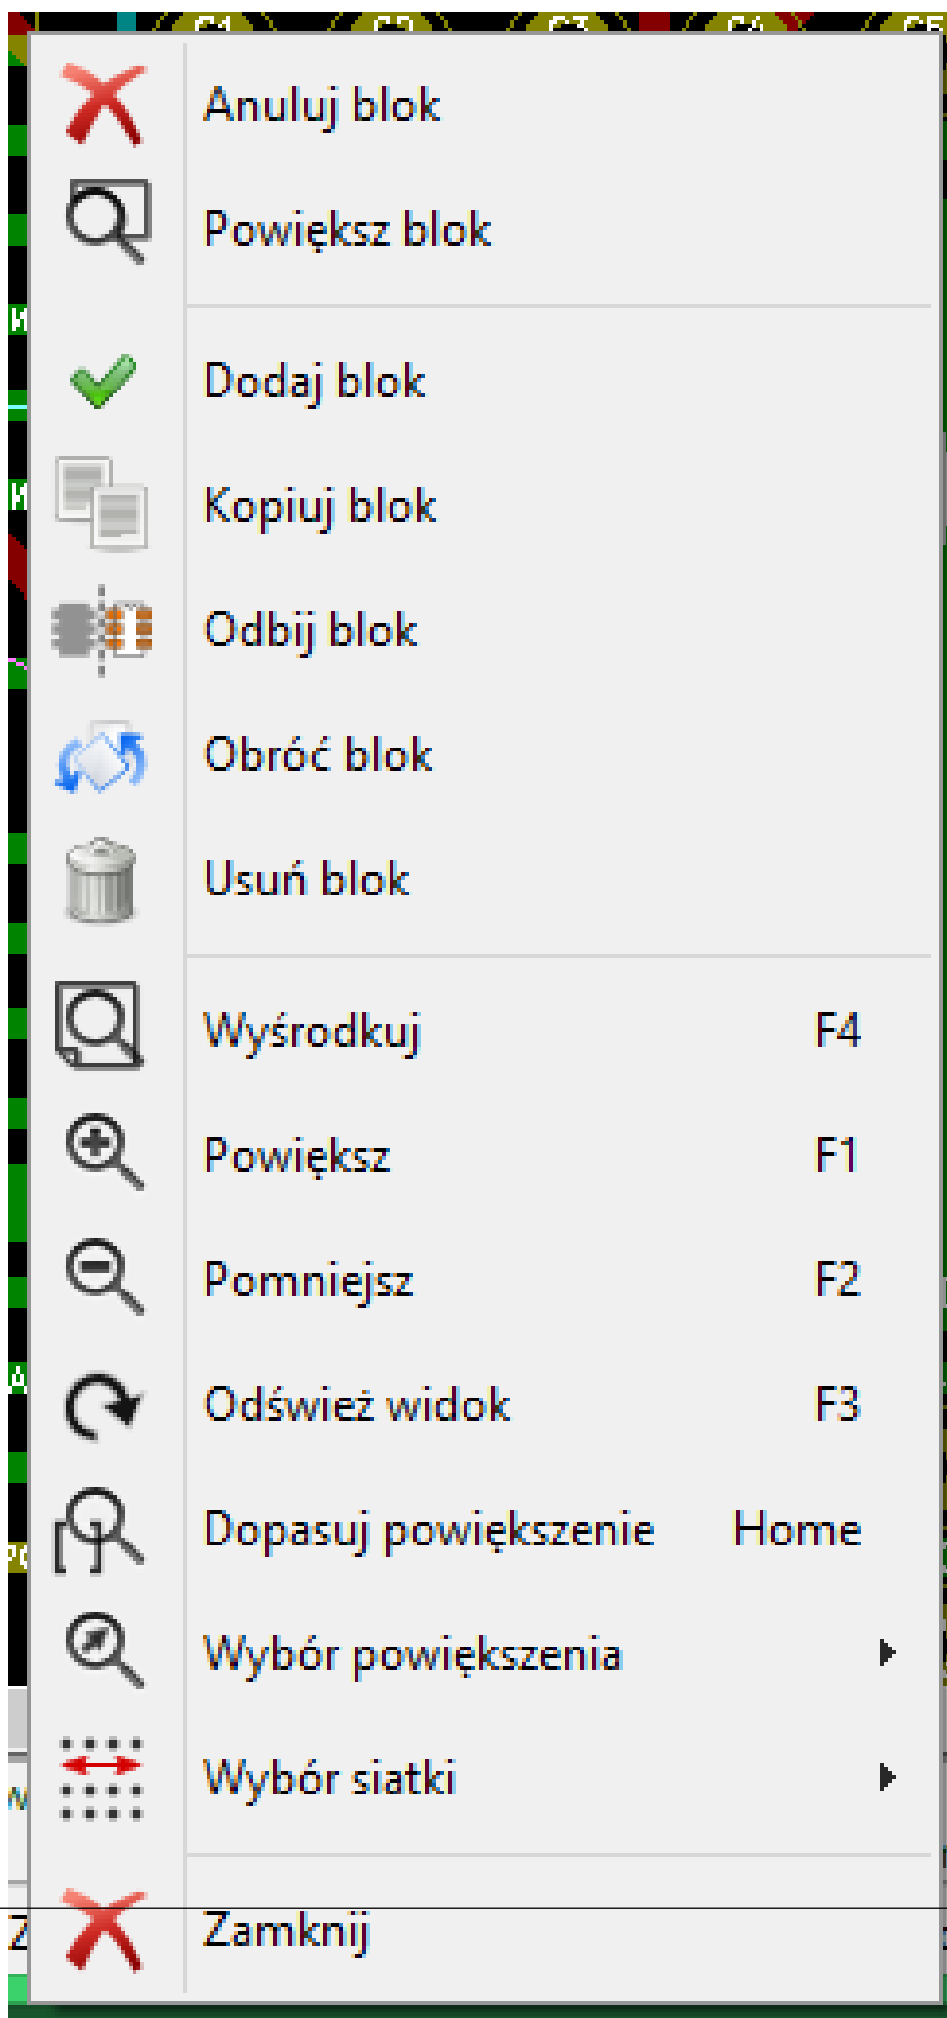 Anuluj blok
Powiększ blok
Dodaj blok
Kopiuj blok
Odbij blok
Obróć blok
Usuń blok
Wyśrodkuj F4
Powiększ F1
Pomniejsz F2
Odśwież widok F3
Dopasuj powiększenie Home
Wybór powiększenia
Wybór siatki
Zamknij